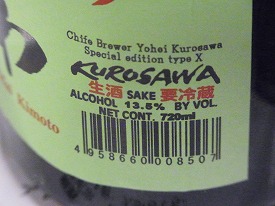 Chife Brewer Yohei Kurosawa
Special edition type X
KUROSAWA
生酒 SAKE 要冷蔵
ALCOHOL 13.5% BY VOL.
NET CONT. 720ml
4958660008507
Kimoto